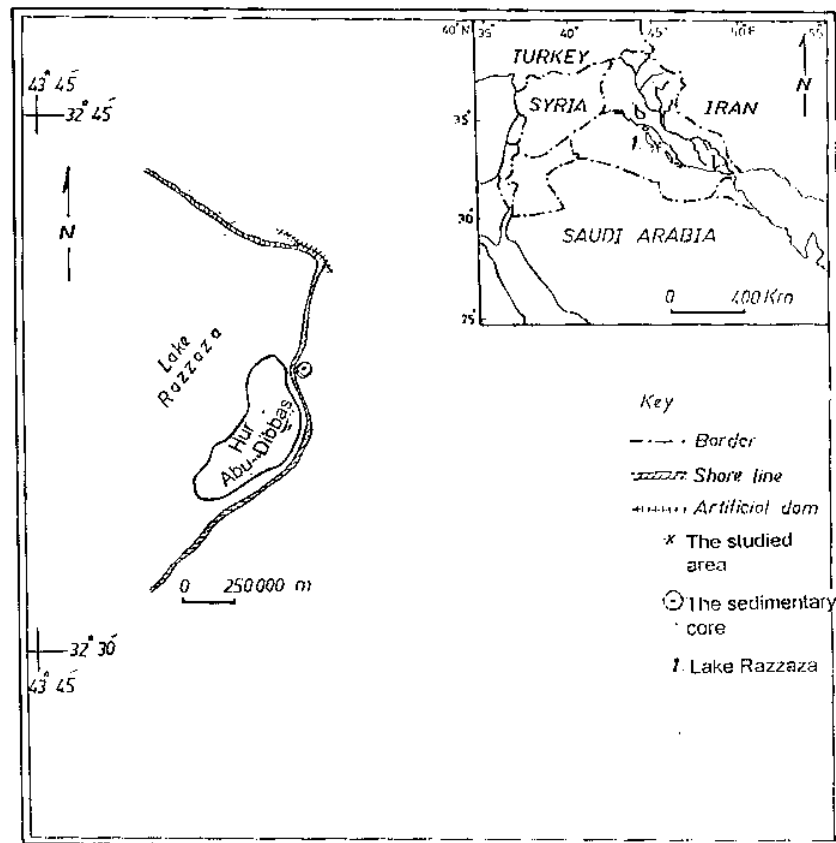 43° 45´
32° 45´
N
Lake
Razzaza
Hur
Abu-Dibbas
0 250000 m
32° 30´
43° 45´
40°N
35°
40°
45°
50°E
55°
TURKEY
SYRIA
IRAN
N
35°
1
30°
SAUDI ARABIA
0 400Km
25°
Key
Border
Shore line
Artificial dam
x The studied
area
The sedimentary
core
1 Lake Razzaza